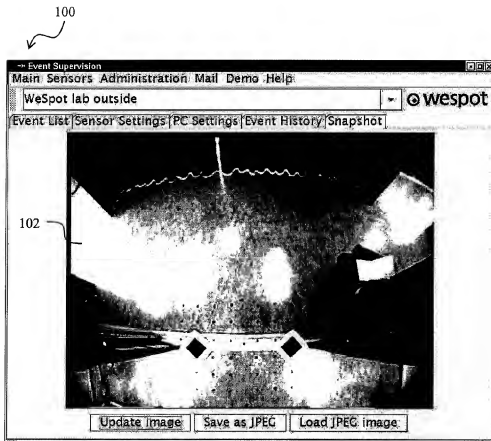 100
Event Supervision
Main Sensors Administration Mail Demo Help
WeSpot lab outside
wespot
Event List Sensor Settings PC Settings Event History Snapshot
102
Update Image Save as JPEG Load JPEG image